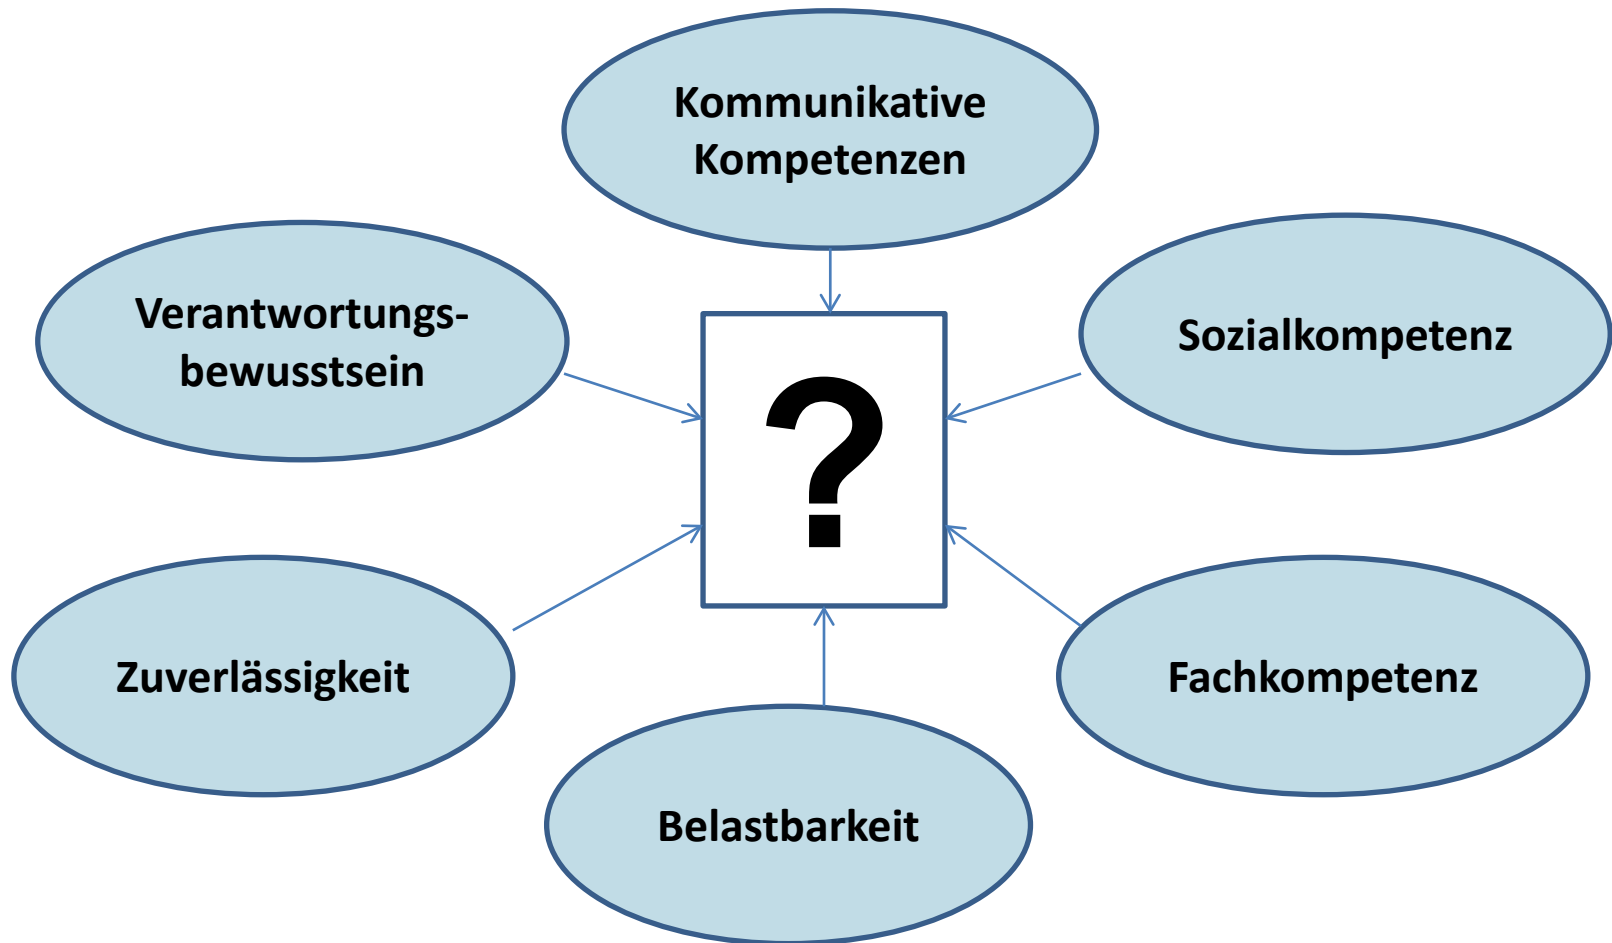 Kommunikative
Kompetenzen
Verantwortungs-
bewusstsein
Sozialkompetenz
?
Zuverlässigkeit
Fachkompetenz
Belastbarkeit